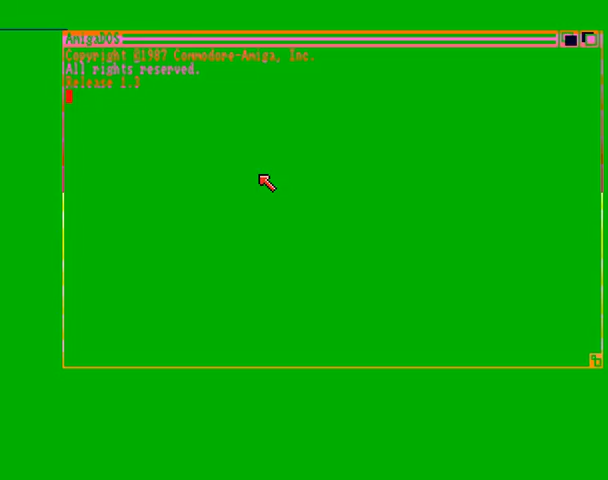 AmigaDOS
Copyright ©1987 Commodore-Amiga, Inc.
All rights reserved.
Release 1.3